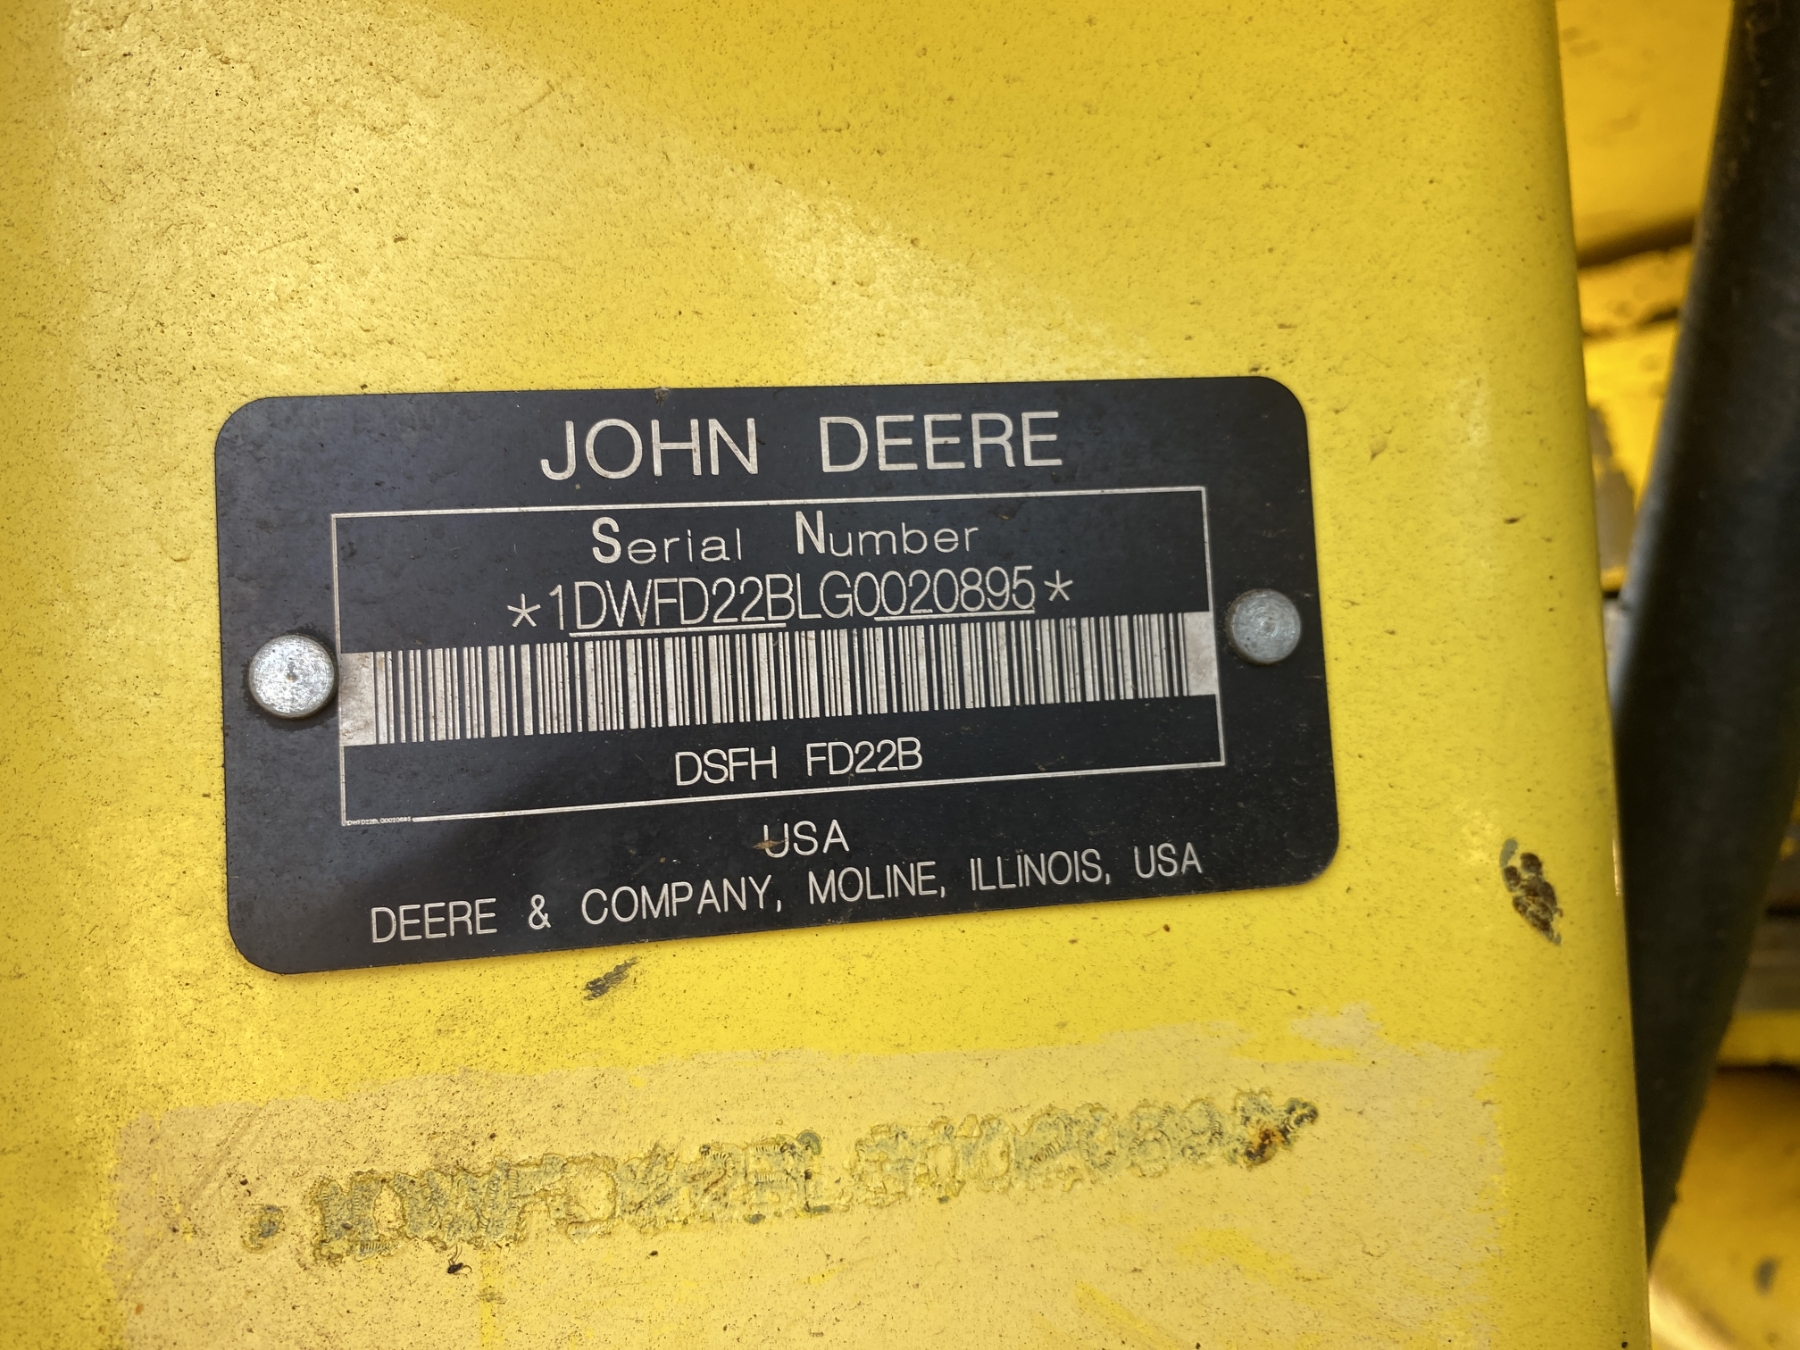 JOHN DEERE
Serial Number
*1DWFD22BLG0020895*
DSFH FD22B
USA
DEERE & COMPANY, MOLINE, ILLINOIS, USA